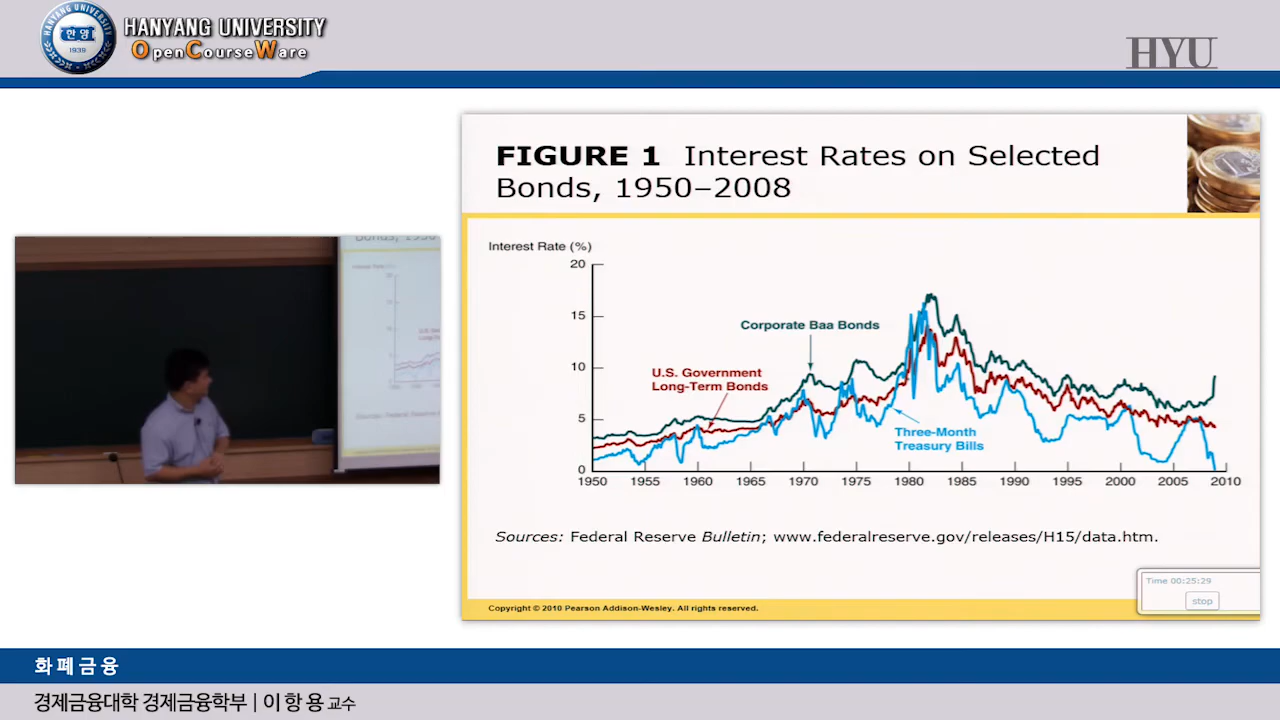 HANYANG UNIVERSITY
OpenCourseWare
한양
1939
HYU
FIGURE 1 Interest Rates on Selected
Bonds, 1950–2008
Interest Rate (%)
20
15
10
5
0
Corporate Baa Bonds
U.S. Government
Long-Term Bonds
Three-Month
Treasury Bills
1950 1955 1960 1965 1970 1975 1980 1985 1990 1995 2000 2005 2010
Sources: Federal Reserve Bulletin; www.federalreserve.gov/releases/H15/data.htm.
Time 00:25:29
stop
Copyright © 2010 Pearson Addison-Wesley. All rights reserved.
화폐금융
경제금융대학 경제금융학부 | 이항용 교수